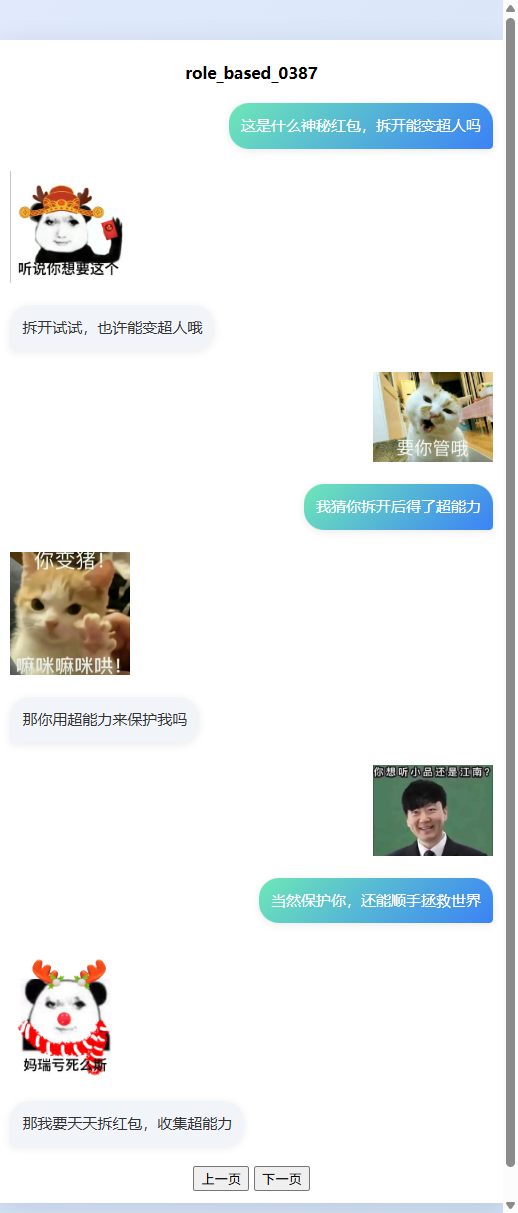 role_based_0387
这是什么神秘红包，拆开能变超人吗
听说你想要这个
拆开试试，也许能变超人哦
要你管哦
我猜你拆开后得了超能力
你变猪！
嘛咪嘛咪哄！
那你用超能力来保护我吗
你想听小品还是江南？
当然保护你，还能顺手拯救世界
妈瑞亏死么斯
那我要天天拆红包，收集超能力
上一页 下一页